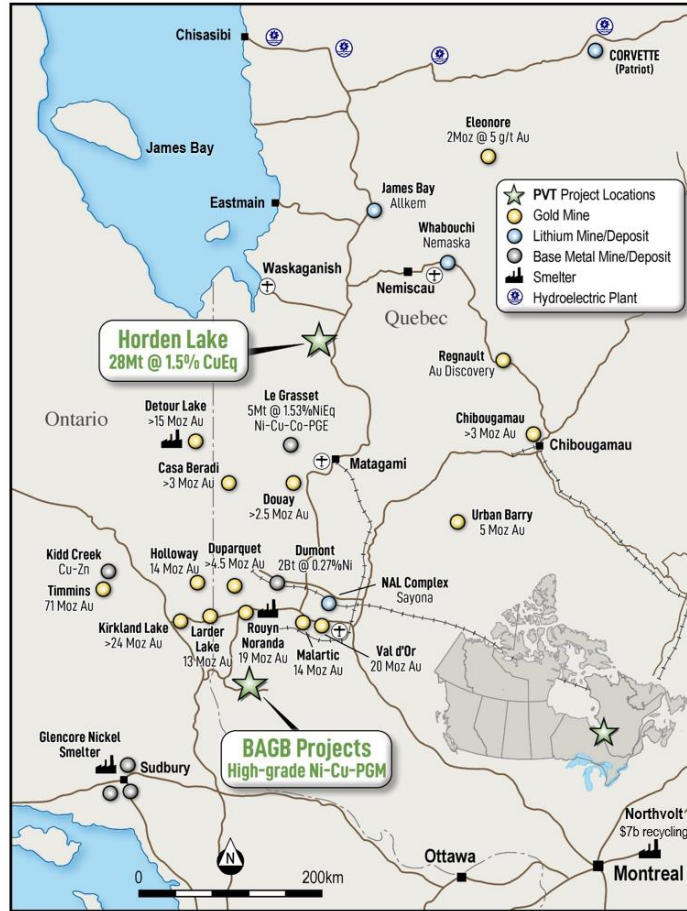 Chisasibi
CORVETTE
(Patriot)
Eleonore
2Moz @ 5 g/t Au
James Bay
James Bay
Allkem
Eastmain
PVT Project Locations
Gold Mine
Lithium Mine/Deposit
Base Metal Mine/Deposit
Smelter
Hydroelectric Plant
Whabouchi
Nemaska
Waskaganish
Nemiscau
Quebec
Horden Lake
28Mt @ 1.5% CuEq
Regnault
Au Discovery
Ontario
Detour Lake
>15 Moz Au
Le Grasset
5Mt @ 1.53%NiEq
Ni-Cu-Co-PGE
Chibougamau
>3 Moz Au
Chibougamau
Matagami
Casa Beradi
>3 Moz Au
Douay
>2.5 Moz Au
Urban Barry
5 Moz Au
Kidd Creek
Cu-Zn
Timmins
71 Moz Au
Holloway
14 Moz Au
Duparquet
>4.5 Moz Au
Dumont
2Bt @ 0.27%Ni
NAL Complex
Sayona
Kirkland Lake
>24 Moz Au
Larder
Lake
13 Moz Au
Rouyn
Noranda
19 Moz Au
Malartic
14 Moz Au
Val d'Or
20 Moz Au
BAGB Projects
High-grade Ni-Cu-PGM
Glencore Nickel
Smelter
Sudbury
Northvolt
$7b recycling
N
0
200km
Ottawa
Montreal